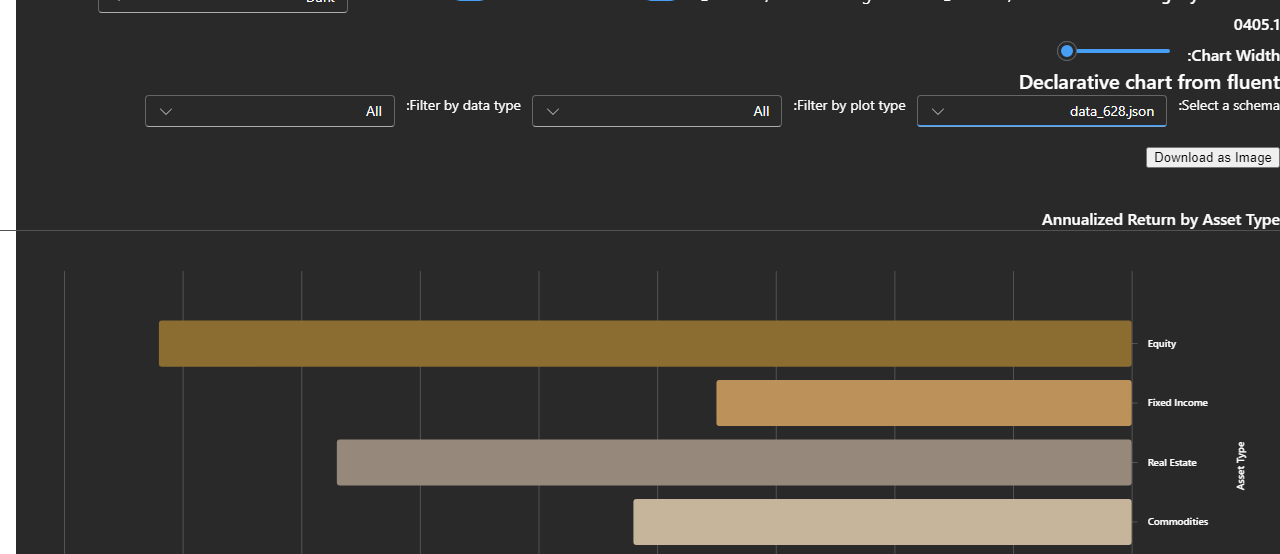 0405.1
:Chart Width
Declarative chart from fluent
:Select a schema
data_628.json
:Filter by plot type
All
:Filter by data type
All
Download as Image
Annualized Return by Asset Type
Equity
Fixed Income
Real Estate
Commodities
Asset Type